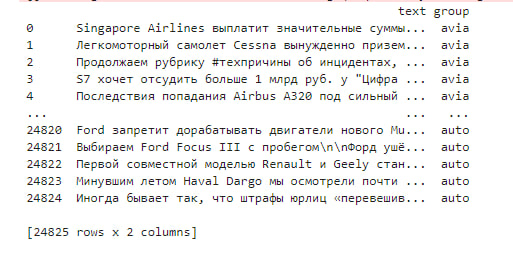 text group
0 Singapore Airlines выплатит значительные суммы... avia
1 Легкомоторный самолет Cessna вынужденно призем... avia
2 Продолжаем рубрику #техпричины об инцидентах, ... avia
3 S7 хочет отсудить больше 1 млрд руб. у "Цифра ... avia
4 Последствия попадания Airbus A320 под сильный ... avia
... ... ...
24820 Ford запретит дорабатывать двигатели нового Mu... auto
24821 Выбираем Ford Focus III с пробегом\n\nФорд ушё... auto
24822 Первой совместной моделью Renault и Geely стан... auto
24823 Минувшим летом Haval Dargo мы осмотрели почти ... auto
24824 Иногда бывает так, что штрафы юрлиц «перевешив... auto
[24825 rows x 2 columns]